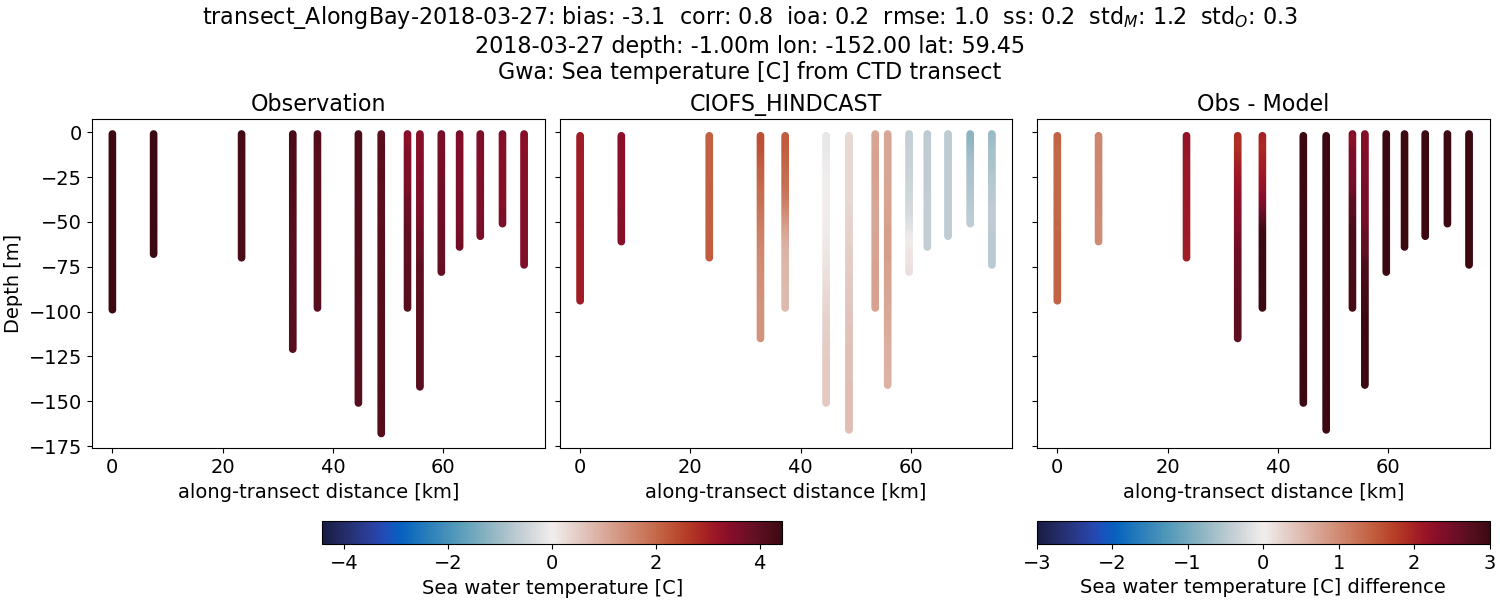 transect_AlongBay-2018-03-27: bias: -3.1 corr: 0.8 ioa: 0.2 rmse: 1.0 ss: 0.2 std_M: 1.2 std_O: 0.3
2018-03-27 depth: -1.00m lon: -152.00 lat: 59.45
Gwa: Sea temperature [C] from CTD transect
Observation CIOFS_HINDCAST Obs - Model
0
−25
−50
−75
−100
−125
−150
−175
Depth [m]
0 20 40 60 0 20 40 60 0 20 40 60
along-transect distance [km] along-transect distance [km] along-transect distance [km]
−4 −2 0 2 4 −3 −2 −1 0 1 2 3
Sea water temperature [C] Sea water temperature [C] difference